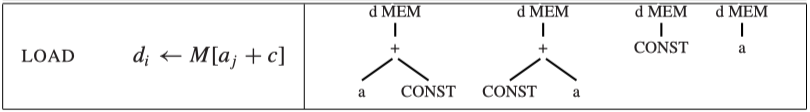 d MEM d MEM d MEM d MEM
+ + CONST a
LOAD d_i ← M[a_j + c]
a CONST CONST a